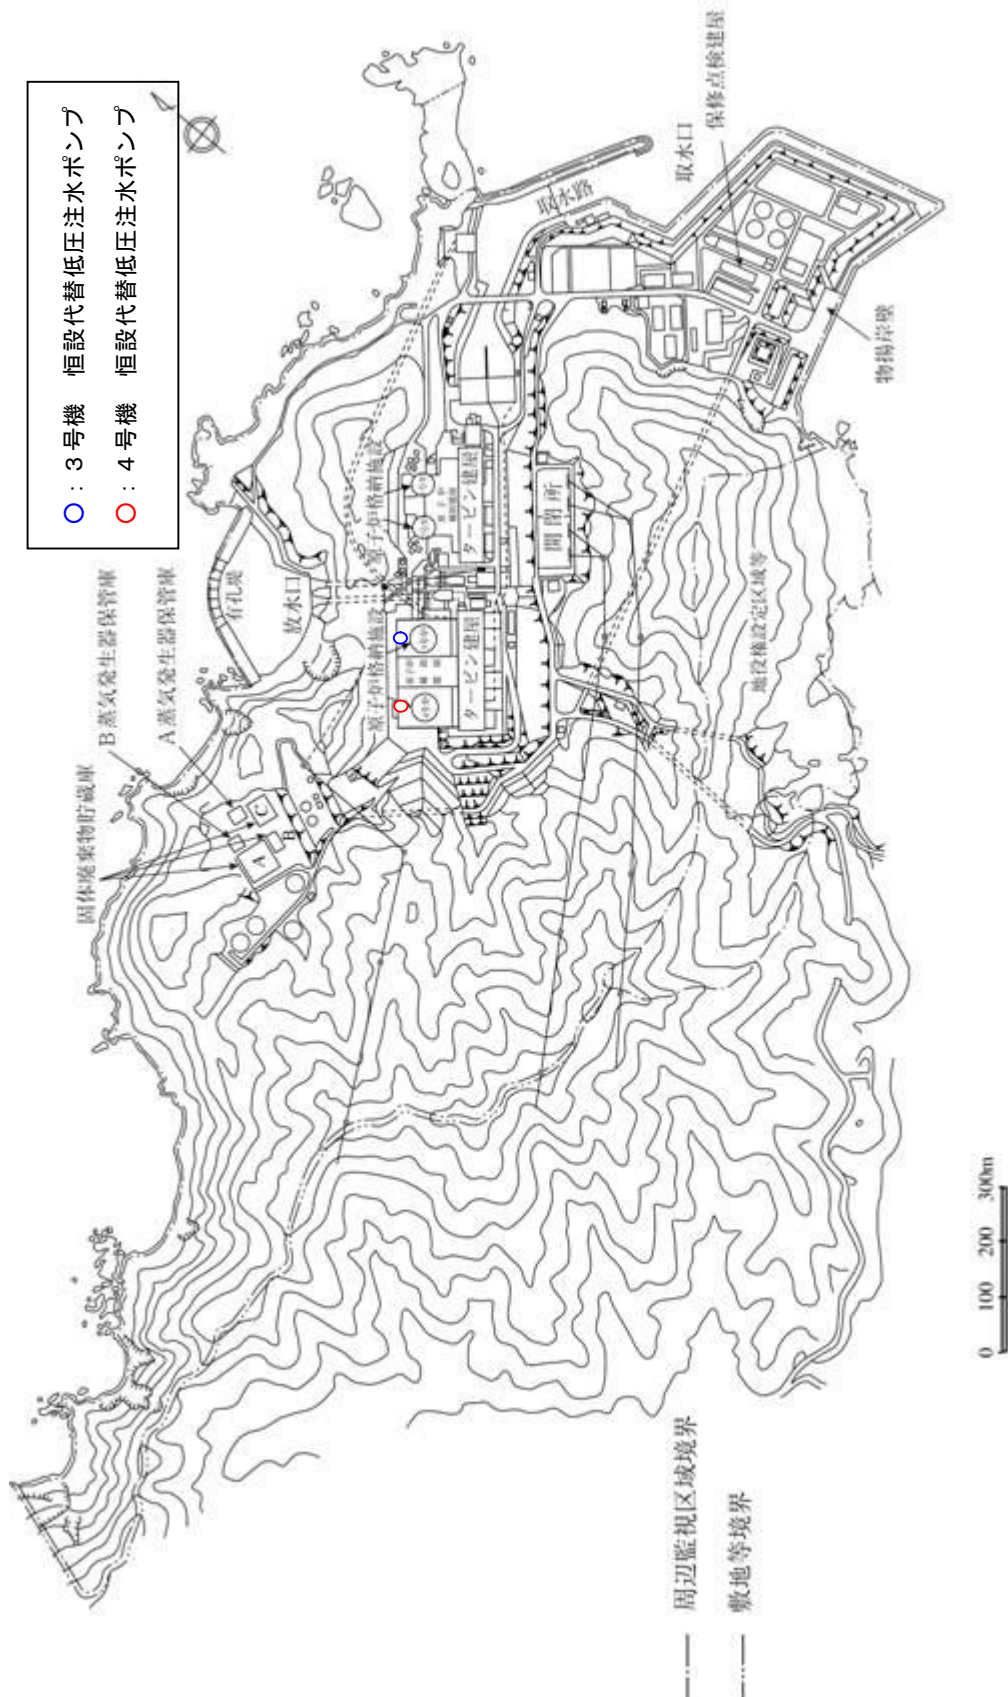 ○：３号機　恒設代替低圧注水ポンプ
○：４号機　恒設代替低圧注水ポンプ
固体廃棄物貯蔵庫
B蒸気発生器保管庫
A蒸気発生器保管庫
有孔堤
放水口
原子炉格納施設
原子炉格納施設
タービン建屋
タービン建屋
開閉所
取水路
取水口
保修点検建屋
物揚岸壁
地役権設定区域等
A
B
C
周辺監視区域境界
敷地等境界
0 100 200 300m